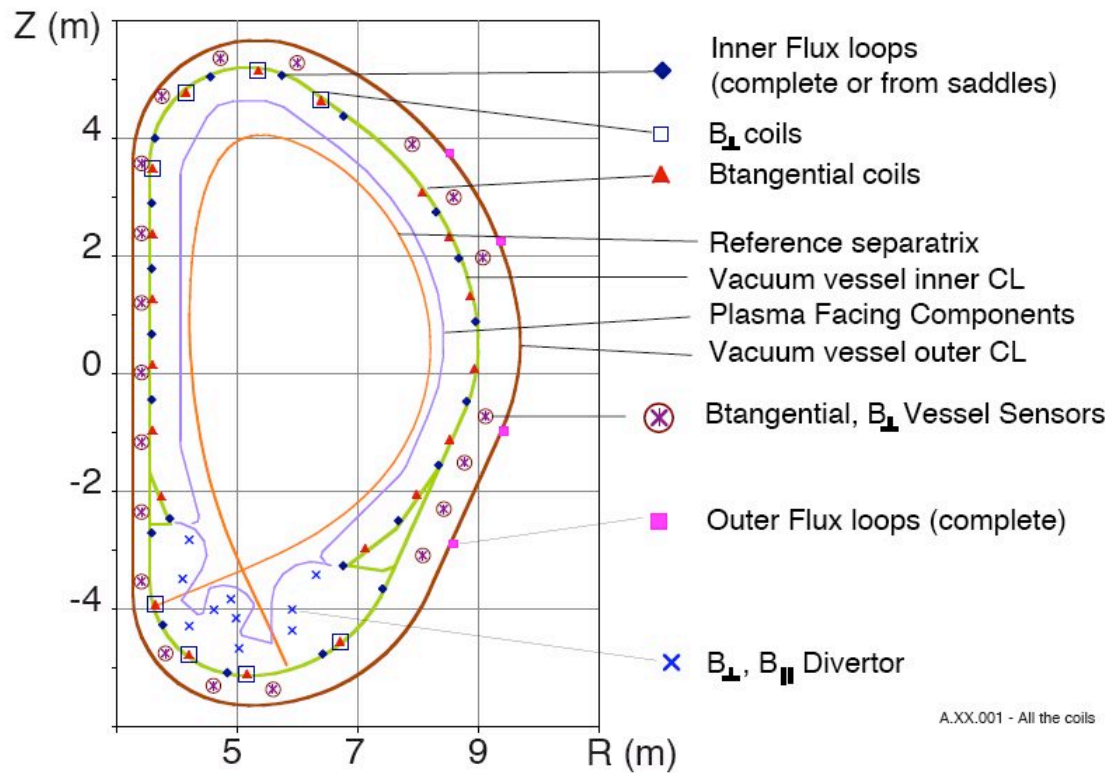 Z (m)
4
2
0
-2
-4
5
7
9
R (m)
Inner Flux loops
(complete or from saddles)
B⊥ coils
Btangential coils
Reference separatrix
Vacuum vessel inner CL
Plasma Facing Components
Vacuum vessel outer CL
Btangential, B⊥ Vessel Sensors
Outer Flux loops (complete)
B⊥, B∥ Divertor
A.XX.001 - All the coils